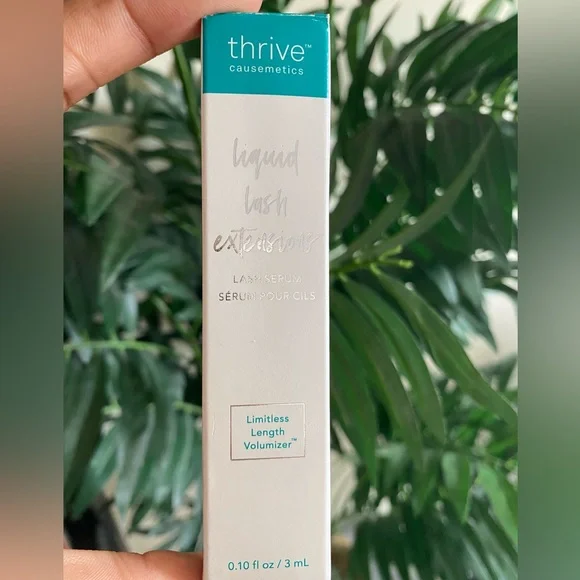 thrive™
causemetics
liquid
lash
extensions
LASH SERUM
SÉRUM POUR CILS
Limitless
Length
Volumizer™
0.10 fl oz / 3 mL